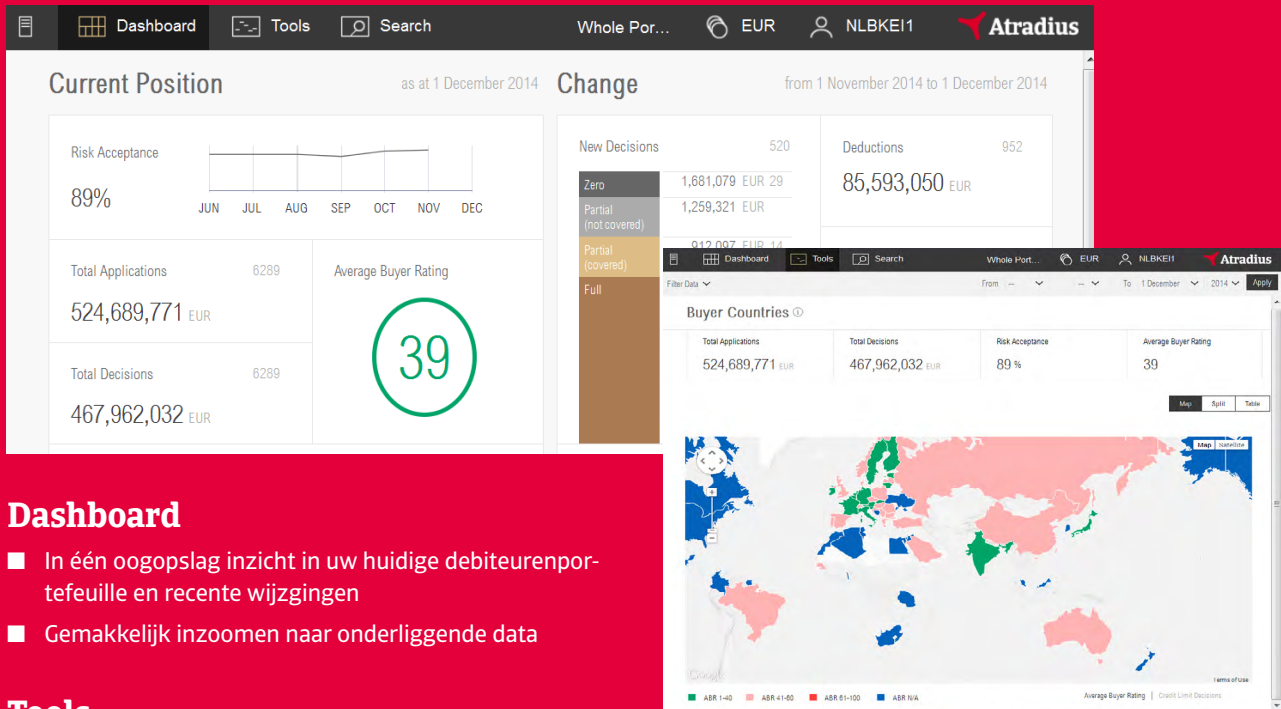 Dashboard Tools Search Whole Por... EUR NLBKEI1 Atradius
Current Position as at 1 December 2014
Risk Acceptance
89%
JUN JUL AUG SEP OCT NOV DEC
Total Applications 6289
524,689,771 EUR
Average Buyer Rating
39
Total Decisions 6289
467,962,032 EUR
Change from 1 November 2014 to 1 December 2014
New Decisions 520
Zero 1,681,079 EUR 29
Partial 1,259,321 EUR
(not covered)
Partial 912,097 EUR 14
(covered)
Full
Deductions 952
85,593,050 EUR
Dashboard Tools Search Whole Port... EUR NLBKEI1 Atradius
Filter Data From -- -- To 1 December 2014 Apply
Buyer Countries
Total Applications Total Decisions Risk Acceptance Average Buyer Rating
524,689,771 EUR 467,962,032 EUR 89 % 39
Map Split Table
Map Satellite
Google
Terms of Use
ABR 1-40 ABR 41-60 ABR 61-100 ABR N/A Average Buyer Rating | Credit Limit Decisions
Dashboard
In één oogopslag inzicht in uw huidige debiteurenpor-
tefeuille en recente wijzgingen
Gemakkelijk inzoomen naar onderliggende data
Tools